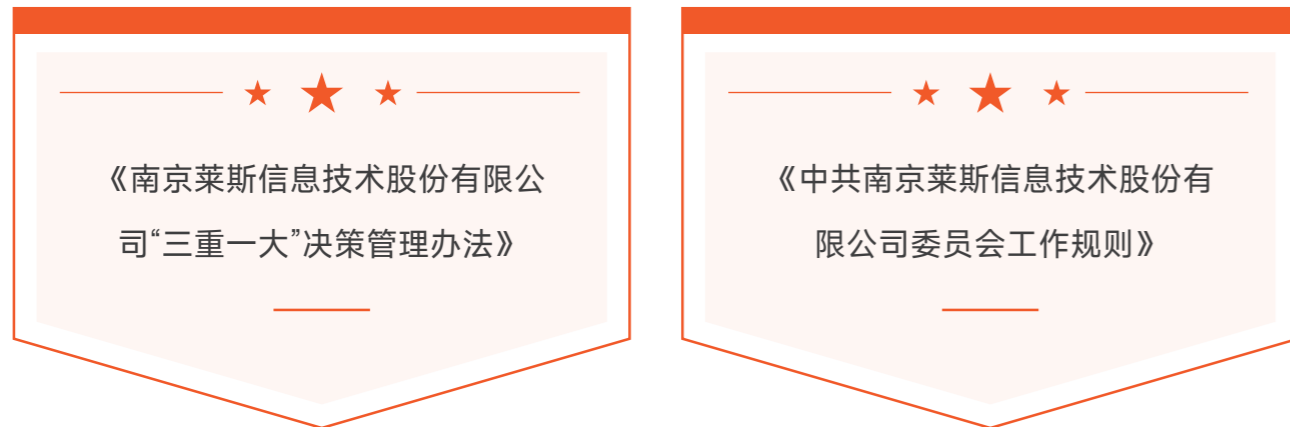 《南京莱斯信息技术股份有限公
司“三重一大”决策管理办法》
《中共南京莱斯信息技术股份有
限公司委员会工作规则》